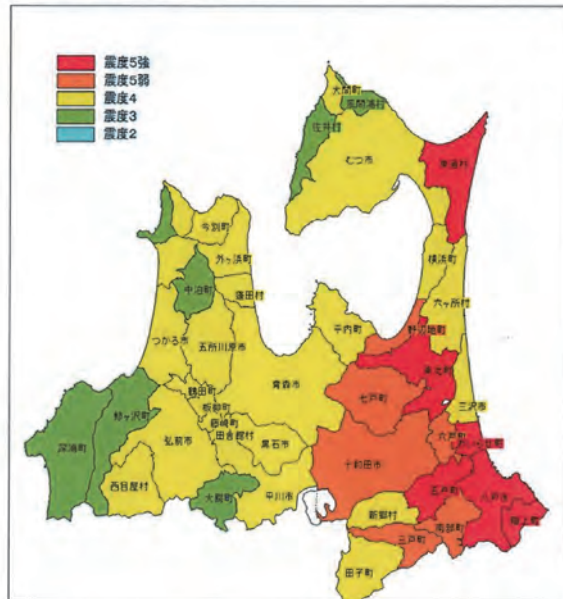 震度5強
震度5弱
震度4
震度3
震度2
大間町
風間浦村
佐井村
むつ市
東通村
今別町
外ヶ浜町
中泊町
蓬田村
横浜町
六ヶ所村
平内町
野辺地町
つがる市
五所川原市
青森市
東北町
七戸町
三沢市
鶴田町
板柳町
藤崎町
田舎館村
黒石市
鰺ヶ沢町
深浦町
弘前市
西目屋村
大鰐町
平川市
十和田市
六戸町
おいらせ町
五戸町
八戸市
階上町
新郷村
南部町
三戸町
田子町